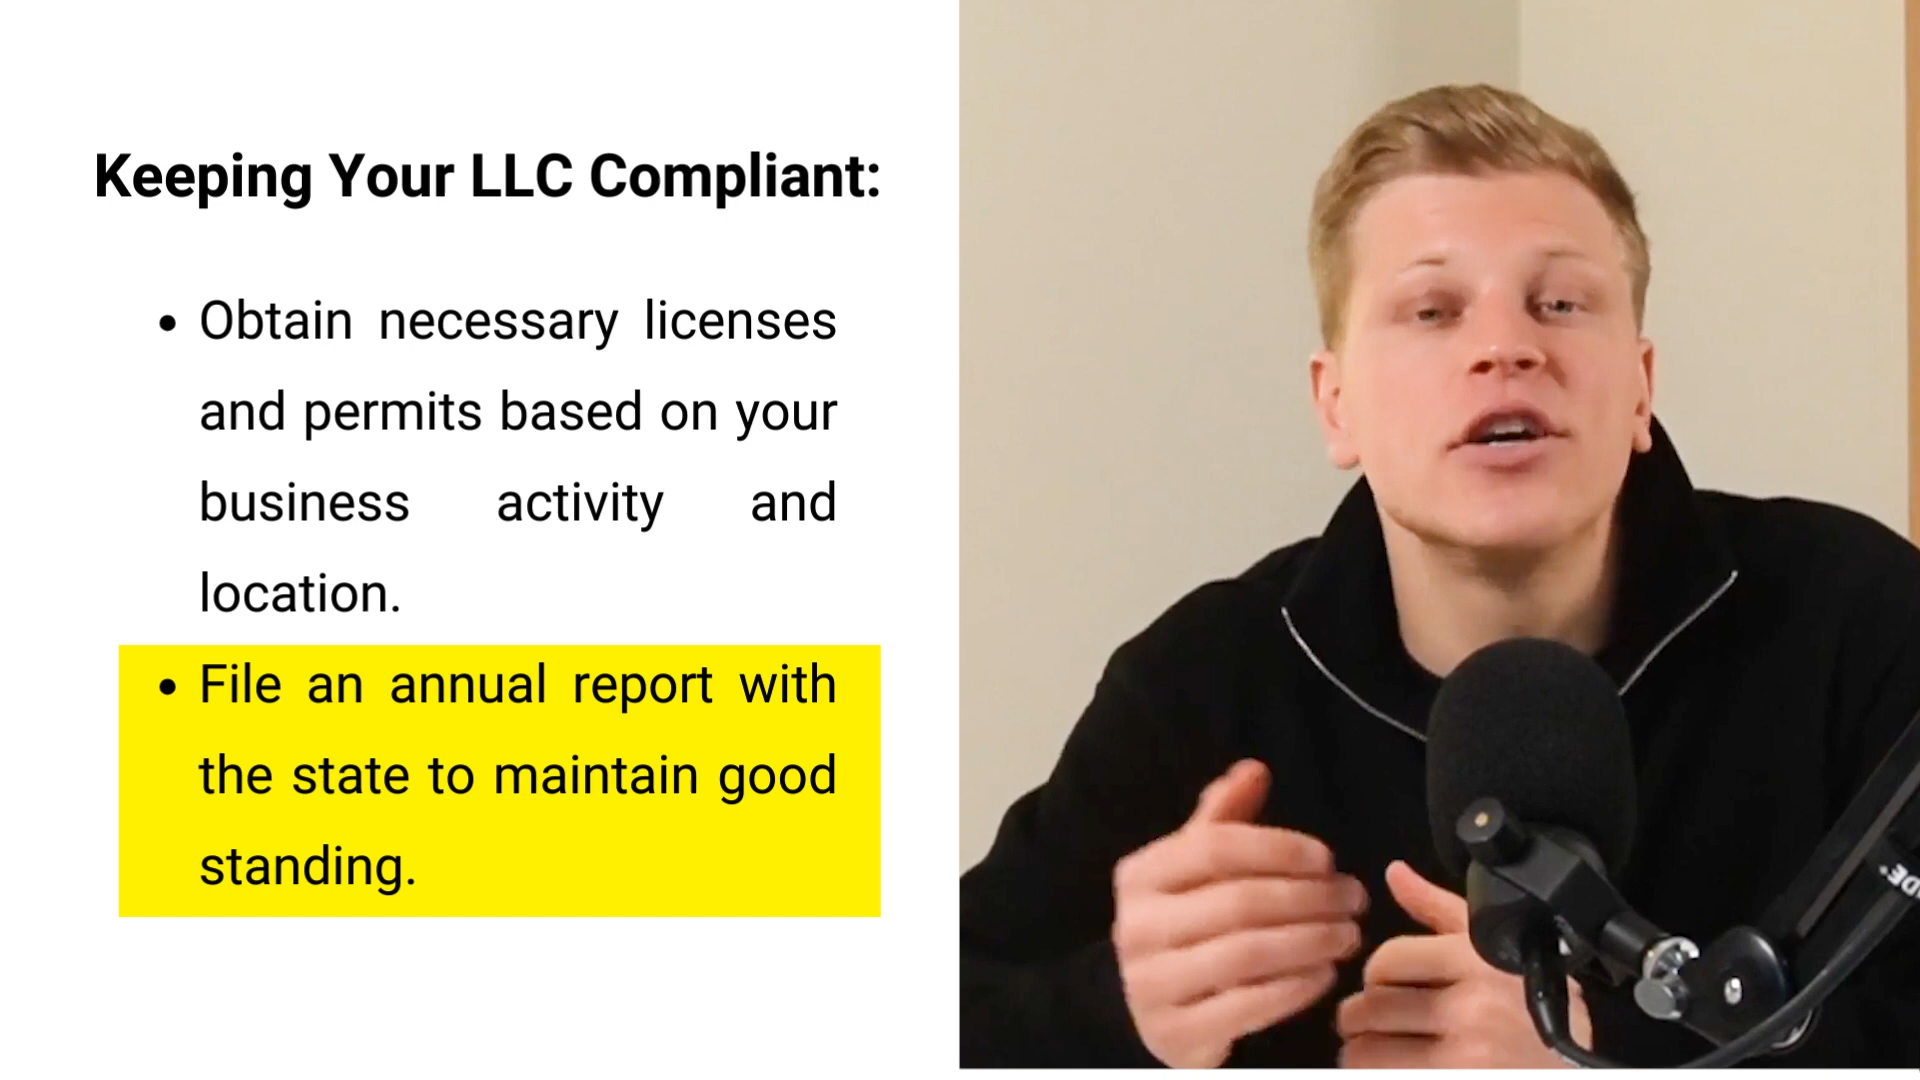 Keeping Your LLC Compliant:
• Obtain necessary licenses
and permits based on your
business activity and
location.
• File an annual report with
the state to maintain good
standing.